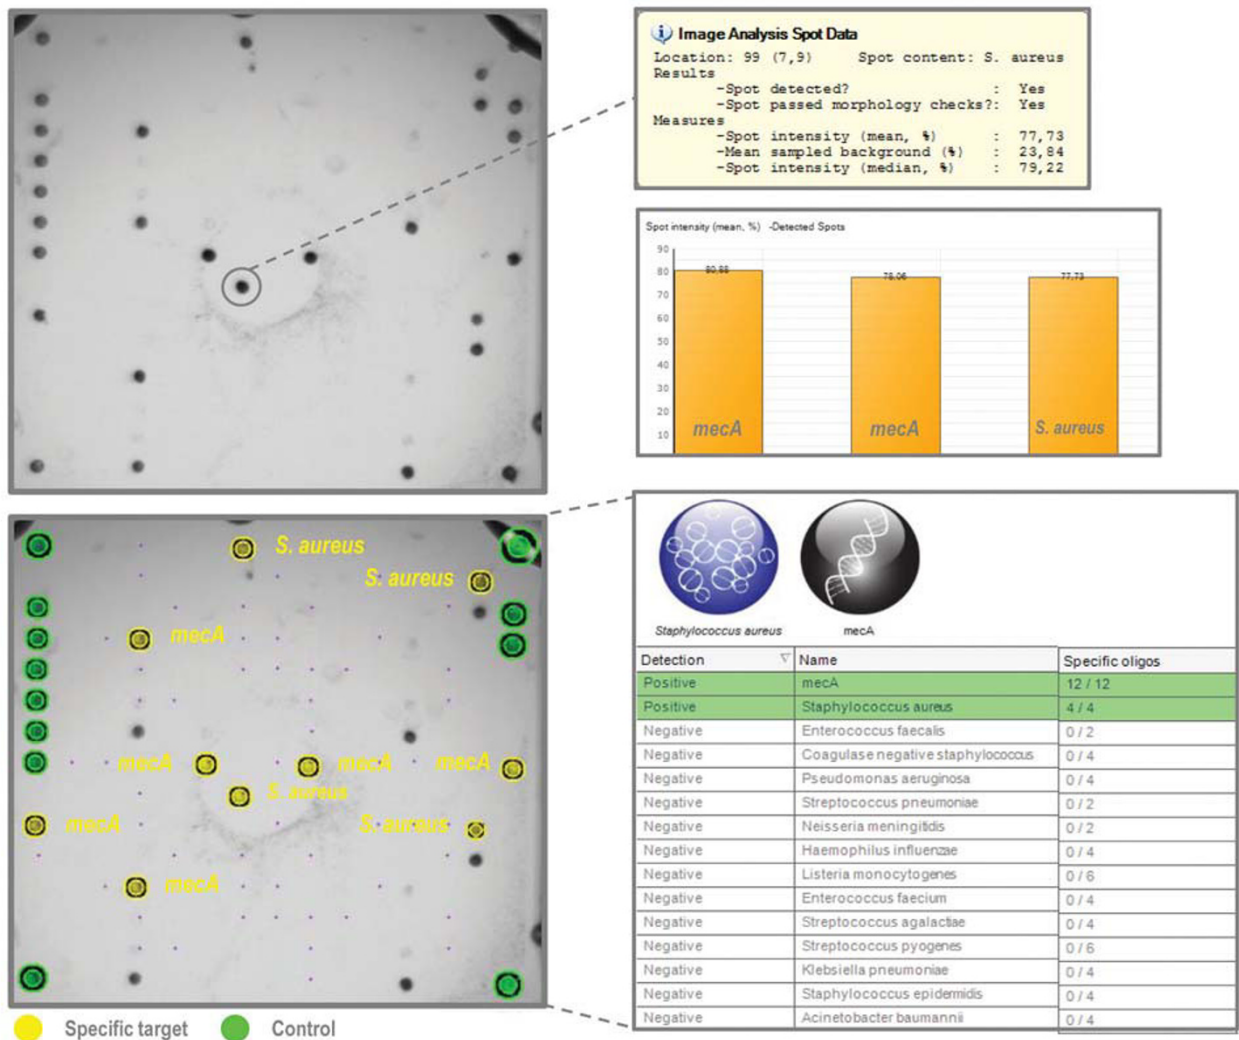 Image Analysis Spot Data
Location: 99 (7,9) Spot content: S. aureus
Results
-Spot detected? : Yes
-Spot passed morphology checks?: Yes
Measures
-Spot intensity (mean, %) : 77,73
-Mean sampled background (%) : 23,84
-Spot intensity (median, %) : 79,22
Spot intensity (mean, %) -Detected Spots
90
80
70
60
50
40
30
20
10
80,88
78,06
77,73
mecA
mecA
S. aureus
S. aureus
S. aureus
mecA
mecA
mecA
mecA
S. aureus
mecA
S. aureus
mecA
Specific target
Control
Staphylococcus aureus
mecA
Detection Name Specific oligos
Positive mecA 12 / 12
Positive Staphylococcus aureus 4 / 4
Negative Enterococcus faecalis 0 / 2
Negative Coagulase negative staphylococcus 0 / 4
Negative Pseudomonas aeruginosa 0 / 4
Negative Streptococcus pneumoniae 0 / 2
Negative Neisseria meningitidis 0 / 2
Negative Haemophilus influenzae 0 / 4
Negative Listeria monocytogenes 0 / 6
Negative Enterococcus faecium 0 / 4
Negative Streptococcus agalactiae 0 / 4
Negative Streptococcus pyogenes 0 / 6
Negative Klebsiella pneumoniae 0 / 4
Negative Staphylococcus epidermidis 0 / 4
Negative Acinetobacter baumannii 0 / 4